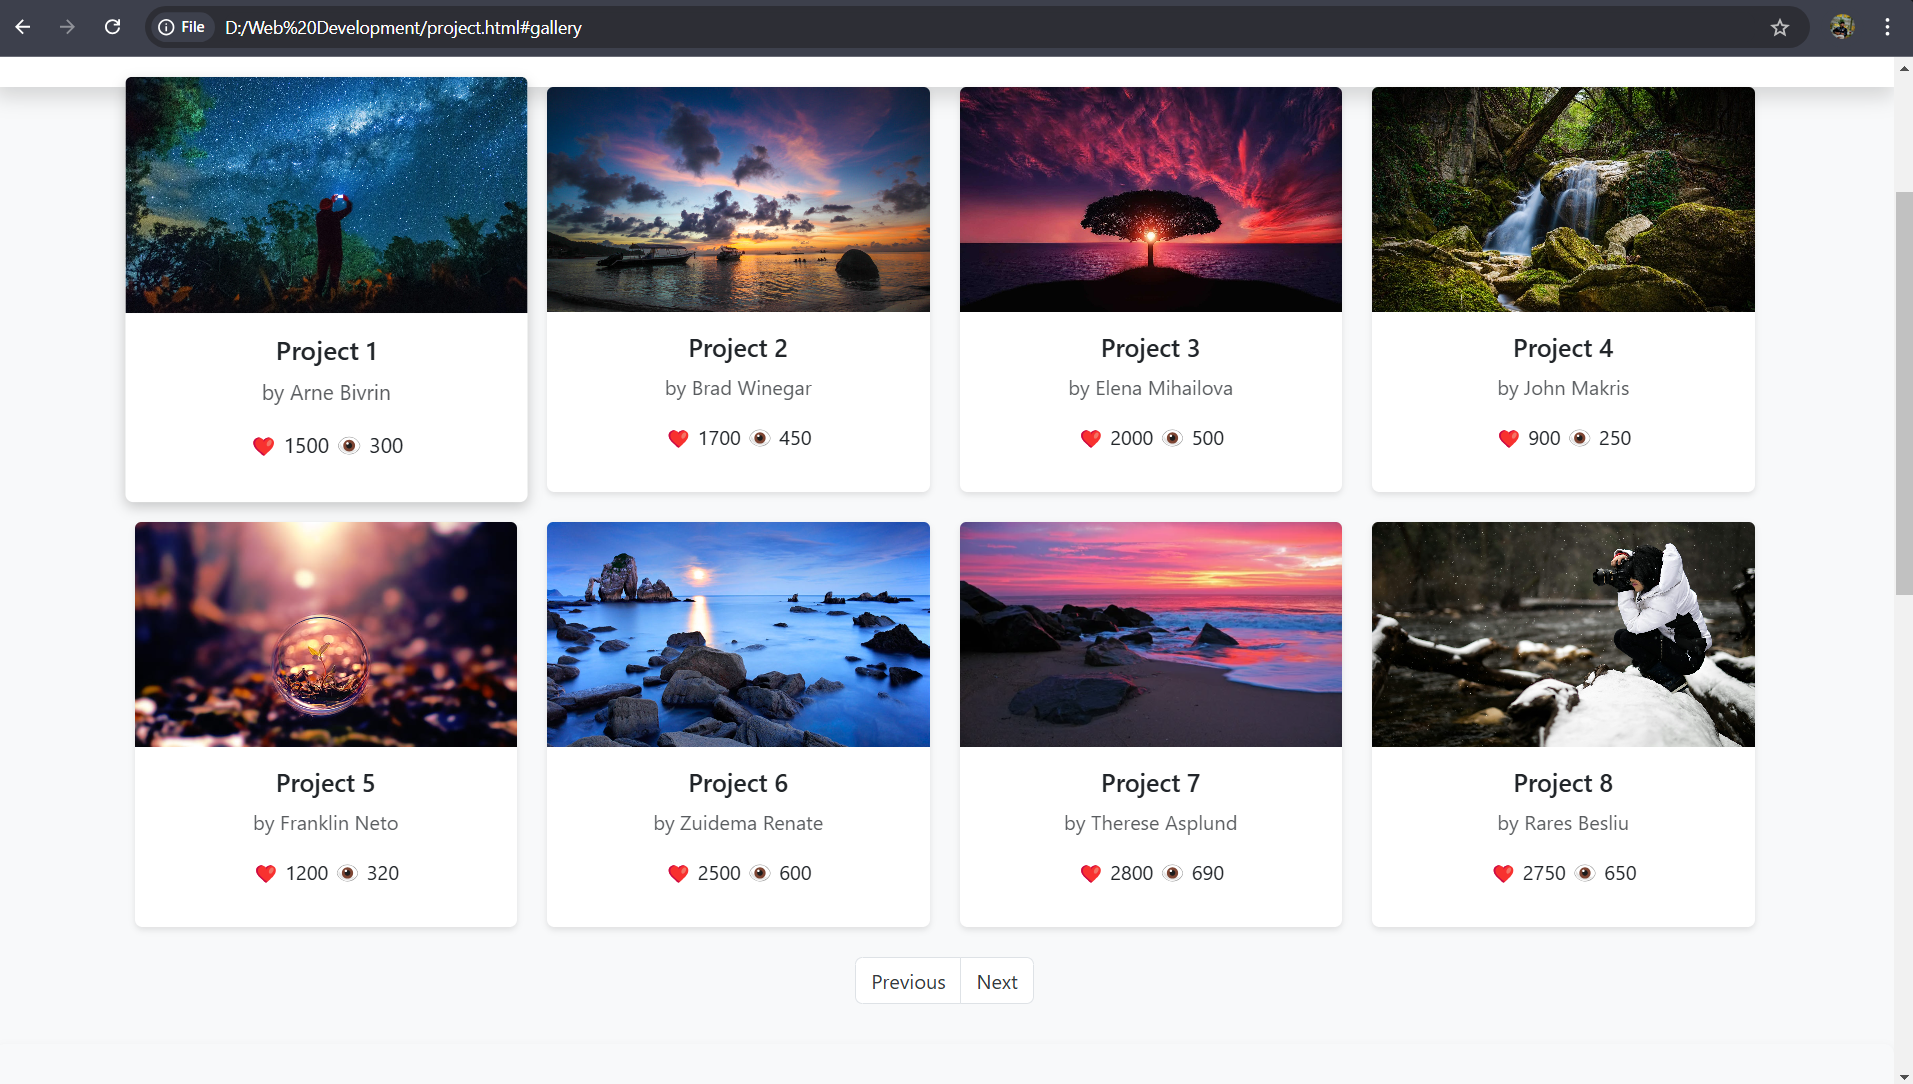 File D:/Web%20Development/project.html#gallery
Project 1
by Arne Bivrin
❤️ 1500 👁️ 300
Project 2
by Brad Winegar
❤️ 1700 👁️ 450
Project 3
by Elena Mihailova
❤️ 2000 👁️ 500
Project 4
by John Makris
❤️ 900 👁️ 250
Project 5
by Franklin Neto
❤️ 1200 👁️ 320
Project 6
by Zuidema Renate
❤️ 2500 👁️ 600
Project 7
by Therese Asplund
❤️ 2800 👁️ 690
Project 8
by Rares Besliu
❤️ 2750 👁️ 650
Previous Next